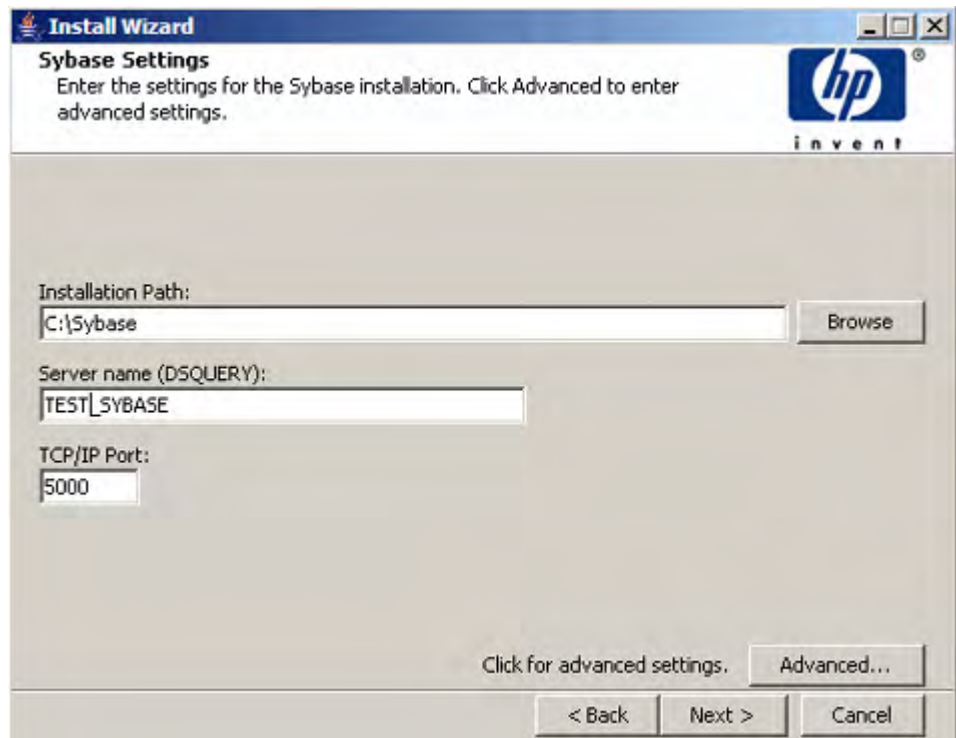 Install Wizard
Sybase Settings
Enter the settings for the Sybase installation. Click Advanced to enter
advanced settings.
hp
®
invent
Installation Path:
C:\Sybase
Browse
Server name (DSQUERY):
TEST_SYBASE
TCP/IP Port:
5000
Click for advanced settings.
Advanced...
< Back
Next >
Cancel